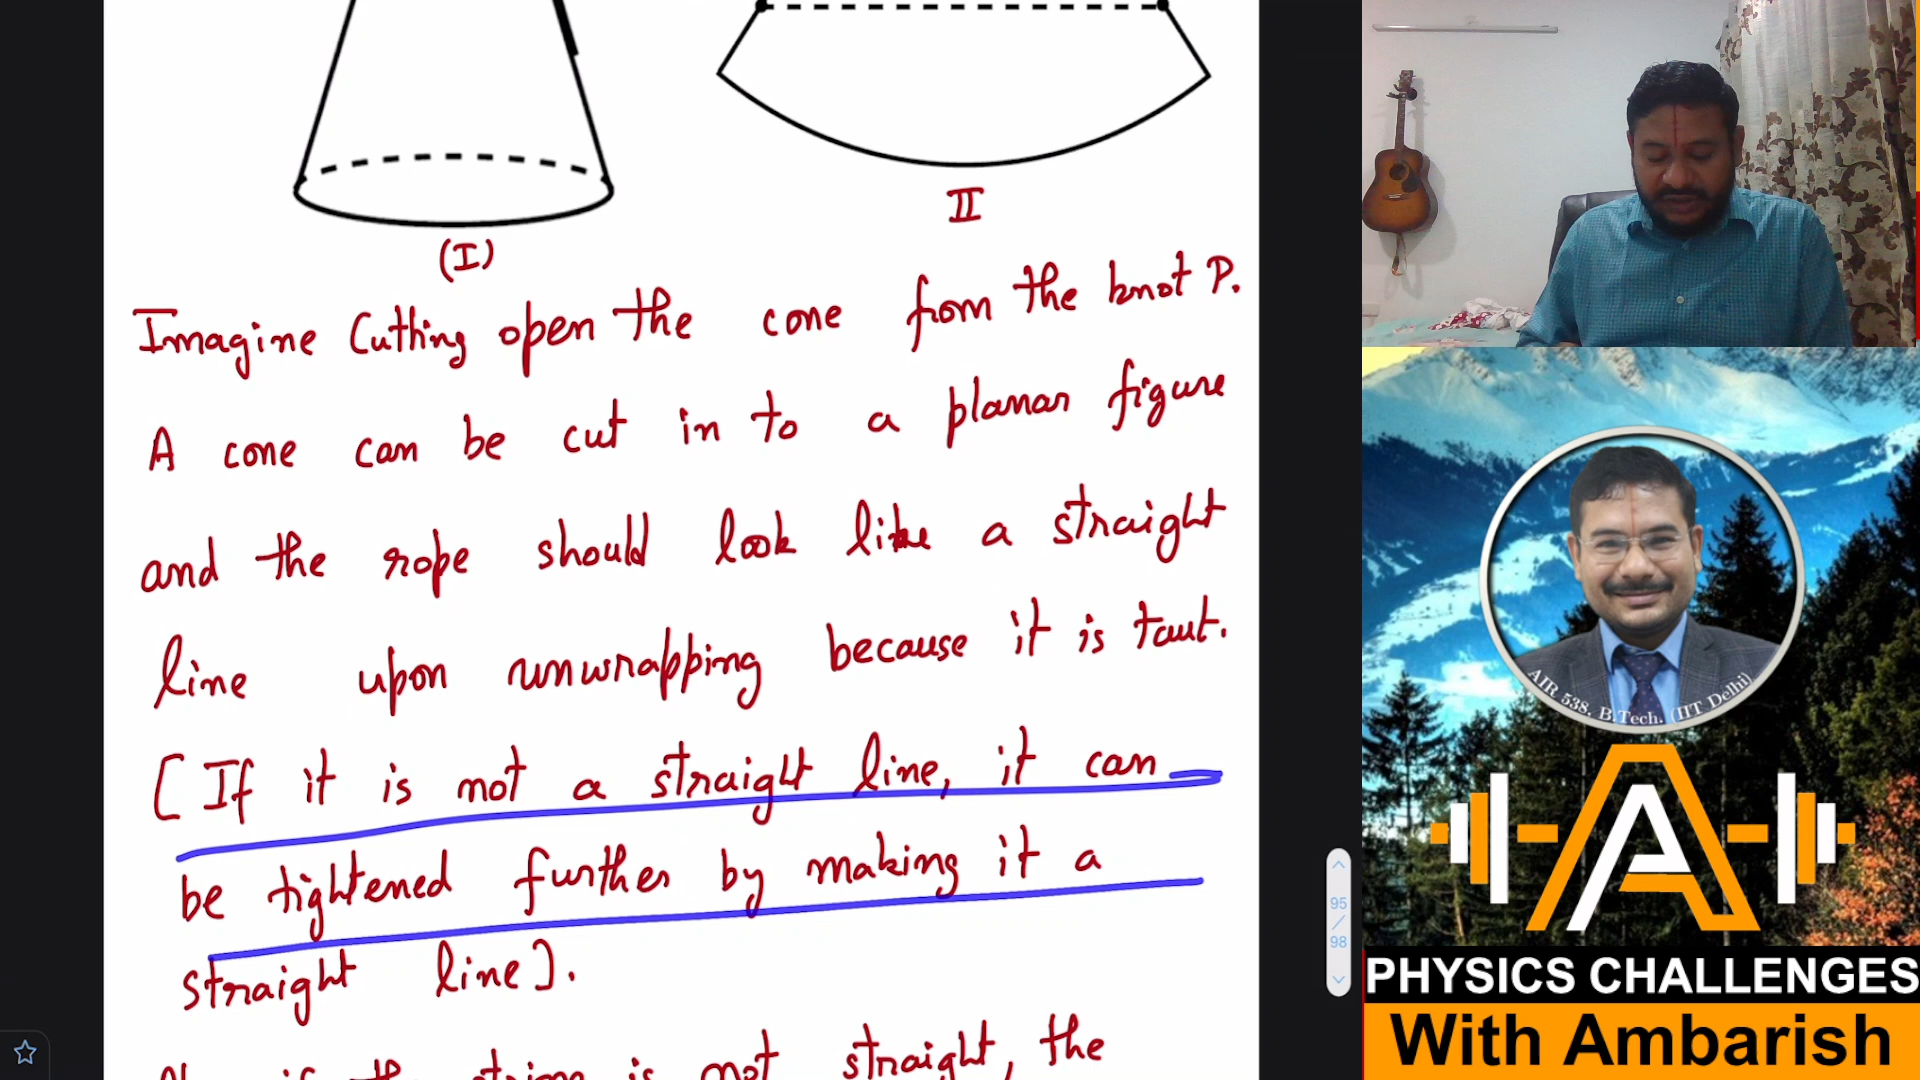 (I)
II
Imagine Cutting open the cone from the knot P.
A cone can be cut in to a planar figure
and the rope should look like a straight
line upon unwrapping because it is taut.
[If it is not a straight line, it can
be tightened further by making it a
straight line].
not straight, the
95
/
98
AIR 538, B.Tech. (IIT Delhi)
A
PHYSICS CHALLENGES
With Ambarish